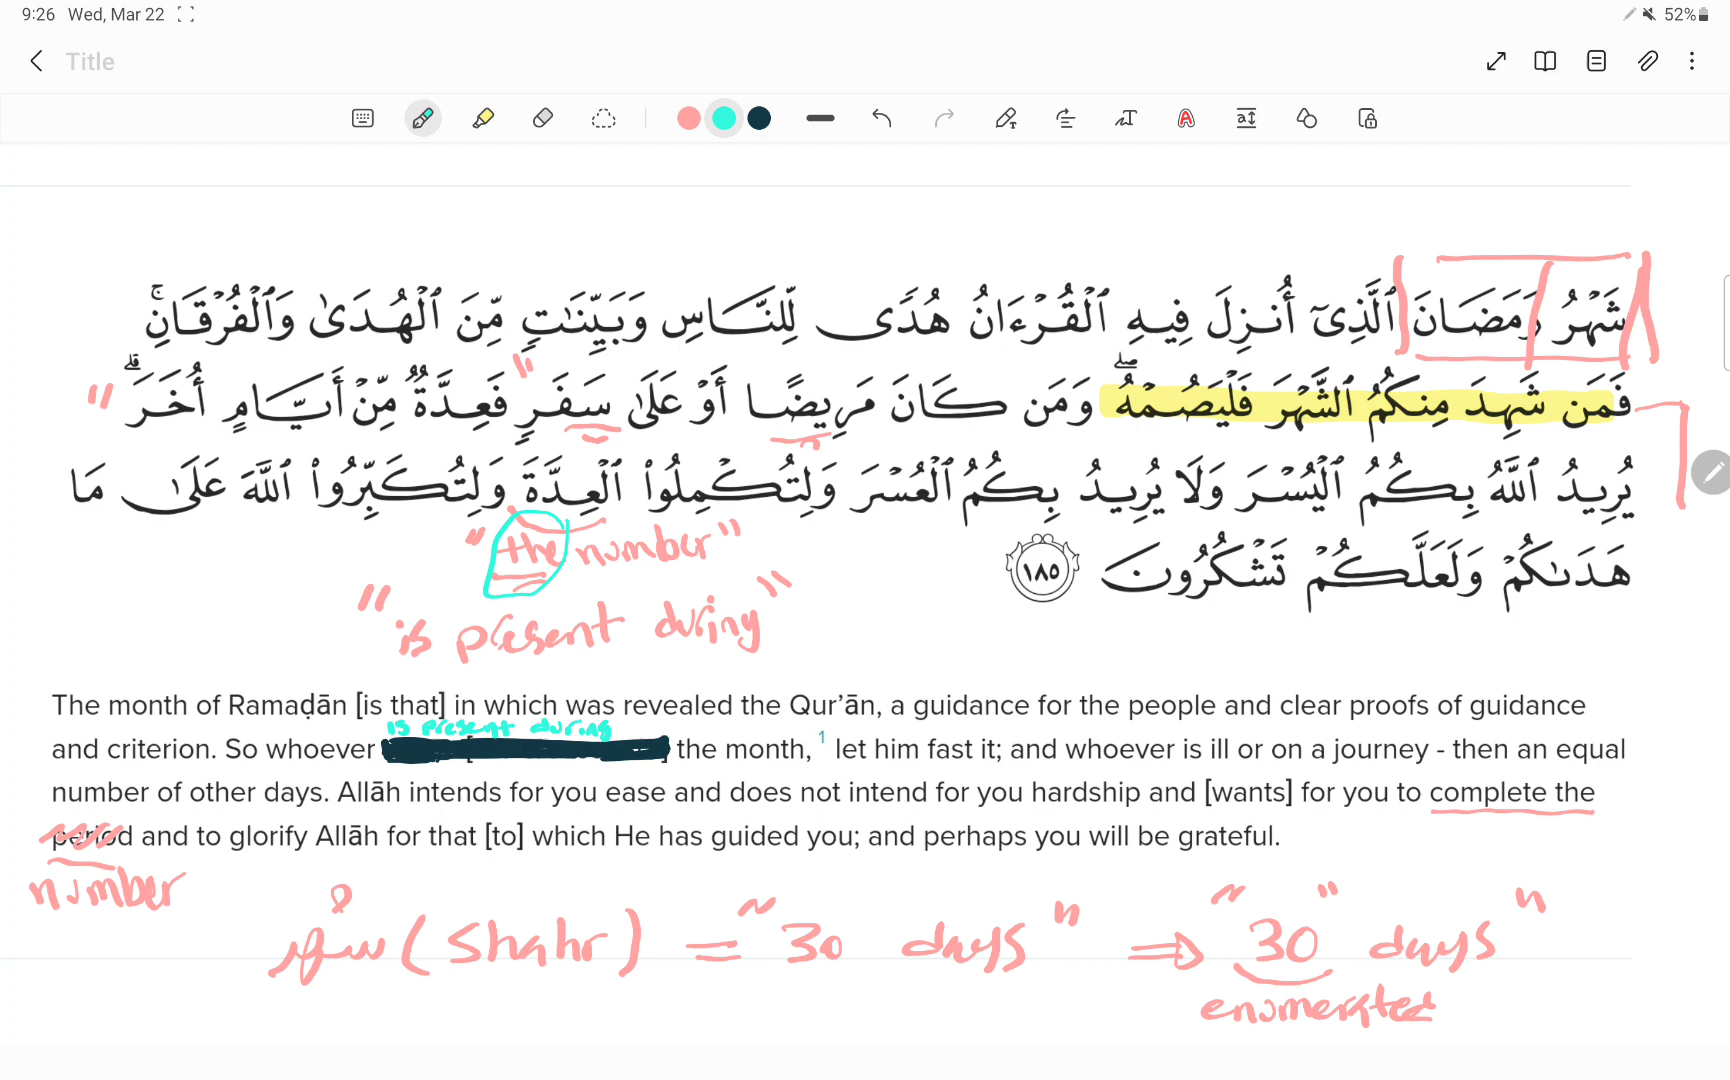 9:26 Wed, Mar 22
52%
Title
شَهْرُ رَمَضَانَ ٱلَّذِىٓ أُنزِلَ فِيهِ ٱلْقُرْءَانُ هُدًى لِّلنَّاسِ وَبَيِّنَٰتٍ مِّنَ ٱلْهُدَىٰ وَٱلْفُرْقَانِ ۚ
فَمَن شَهِدَ مِنكُمُ ٱلشَّهْرَ فَلْيَصُمْهُ ۖ وَمَن كَانَ مَرِيضًا أَوْ عَلَىٰ سَفَرٍ فَعِدَّةٌ مِّنْ أَيَّامٍ أُخَرَ ۗ
يُرِيدُ ٱللَّهُ بِكُمُ ٱلْيُسْرَ وَلَا يُرِيدُ بِكُمُ ٱلْعُسْرَ وَلِتُكْمِلُوا۟ ٱلْعِدَّةَ وَلِتُكَبِّرُوا۟ ٱللَّهَ عَلَىٰ مَا
هَدَىٰكُمْ وَلَعَلَّكُمْ تَشْكُرُونَ ١٨٥
"the number"
"is present during"
The month of Ramaḍān [is that] in which was revealed the Qur'ān, a guidance for the people and clear proofs of guidance
is present during
and criterion. So whoever ] the month, 1 let him fast it; and whoever is ill or on a journey - then an equal
number of other days. Allāh intends for you ease and does not intend for you hardship and [wants] for you to complete the
period and to glorify Allāh for that [to] which He has guided you; and perhaps you will be grateful.
number
(Shahr) = "30 days" ⇒ "30" days"
enumerated